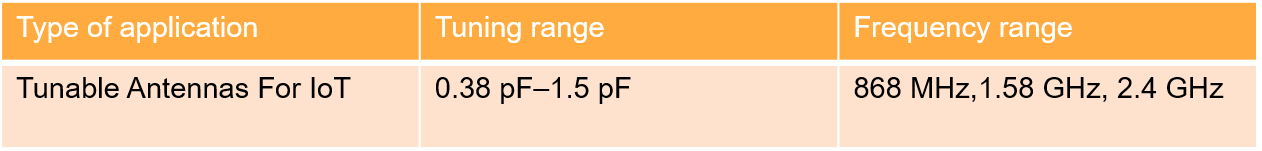 Type of application Tuning range Frequency range
Tunable Antennas For IoT 0.38 pF–1.5 pF 868 MHz,1.58 GHz, 2.4 GHz